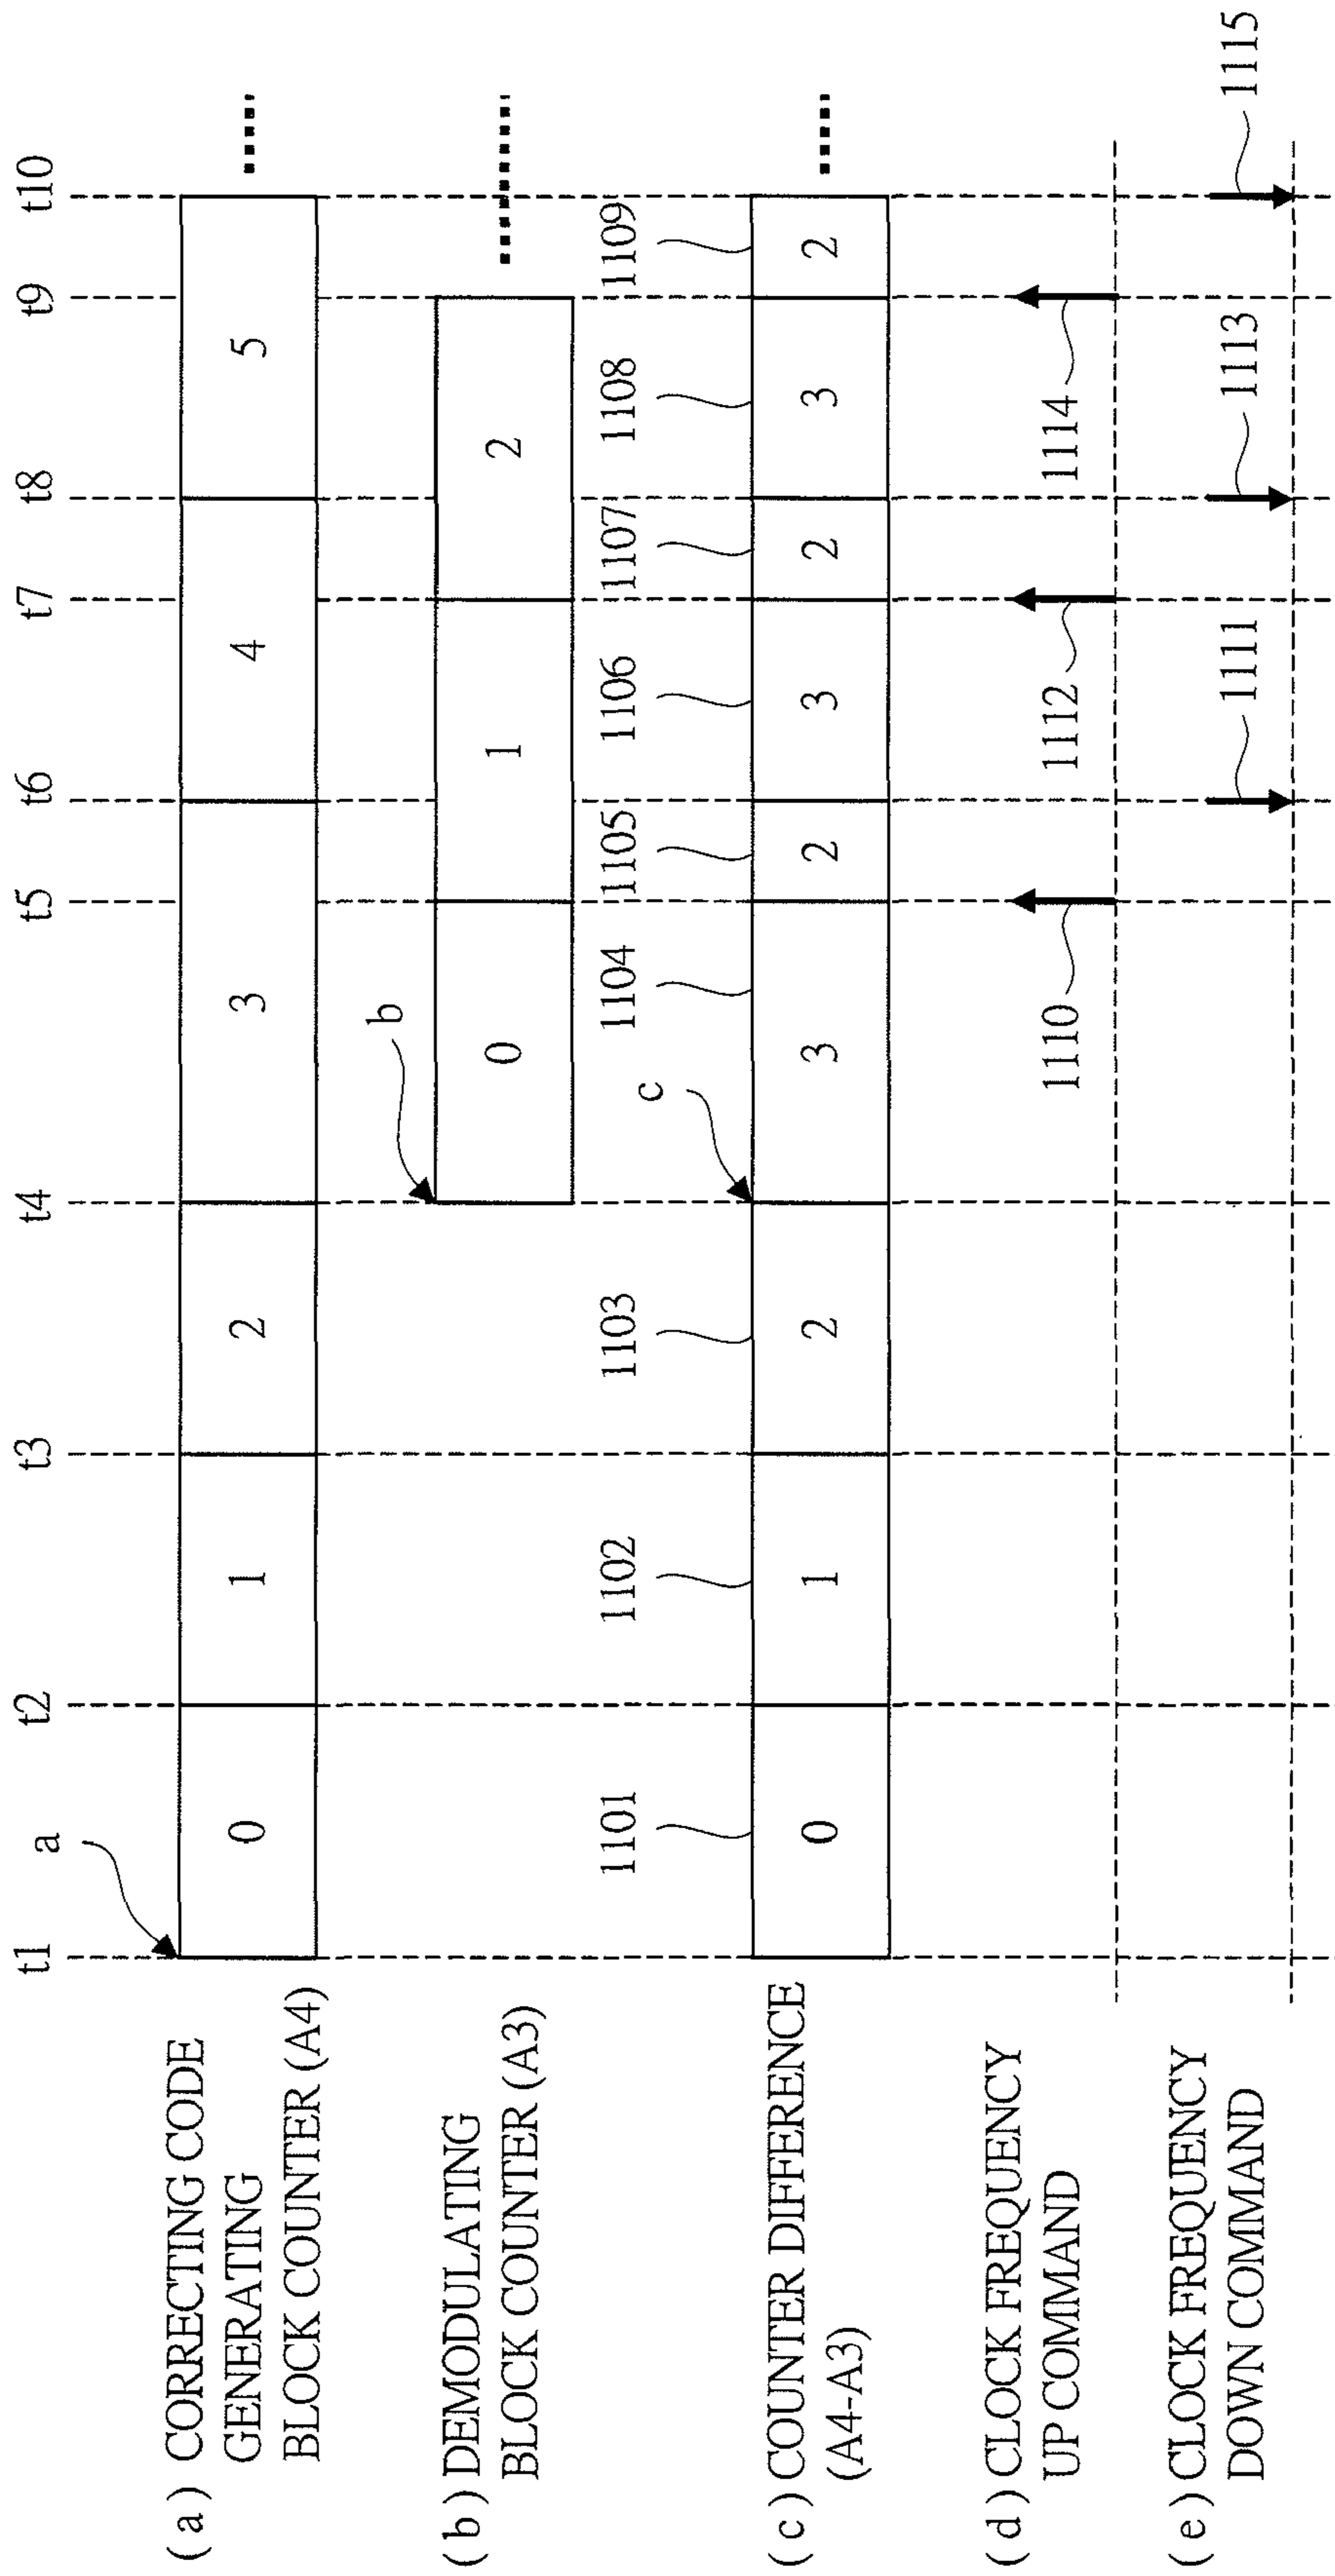 t1 t2 t3 t4 t5 t6 t7 t8 t9 t10
a
(a) CORRECTING CODE
GENERATING
BLOCK COUNTER (A4)
0 1 2 3 4 5
b
(b) DEMODULATING
BLOCK COUNTER (A3)
0 1 2
1101 1102 1103 1104 1105 1106 1107 1108 1109
c
(c) COUNTER DIFFERENCE
(A4-A3)
0 1 2 3 2 3 2 3 2
(d) CLOCK FREQUENCY
UP COMMAND
1110 1112 1114
(e) CLOCK FREQUENCY
DOWN COMMAND
1111 1113 1115